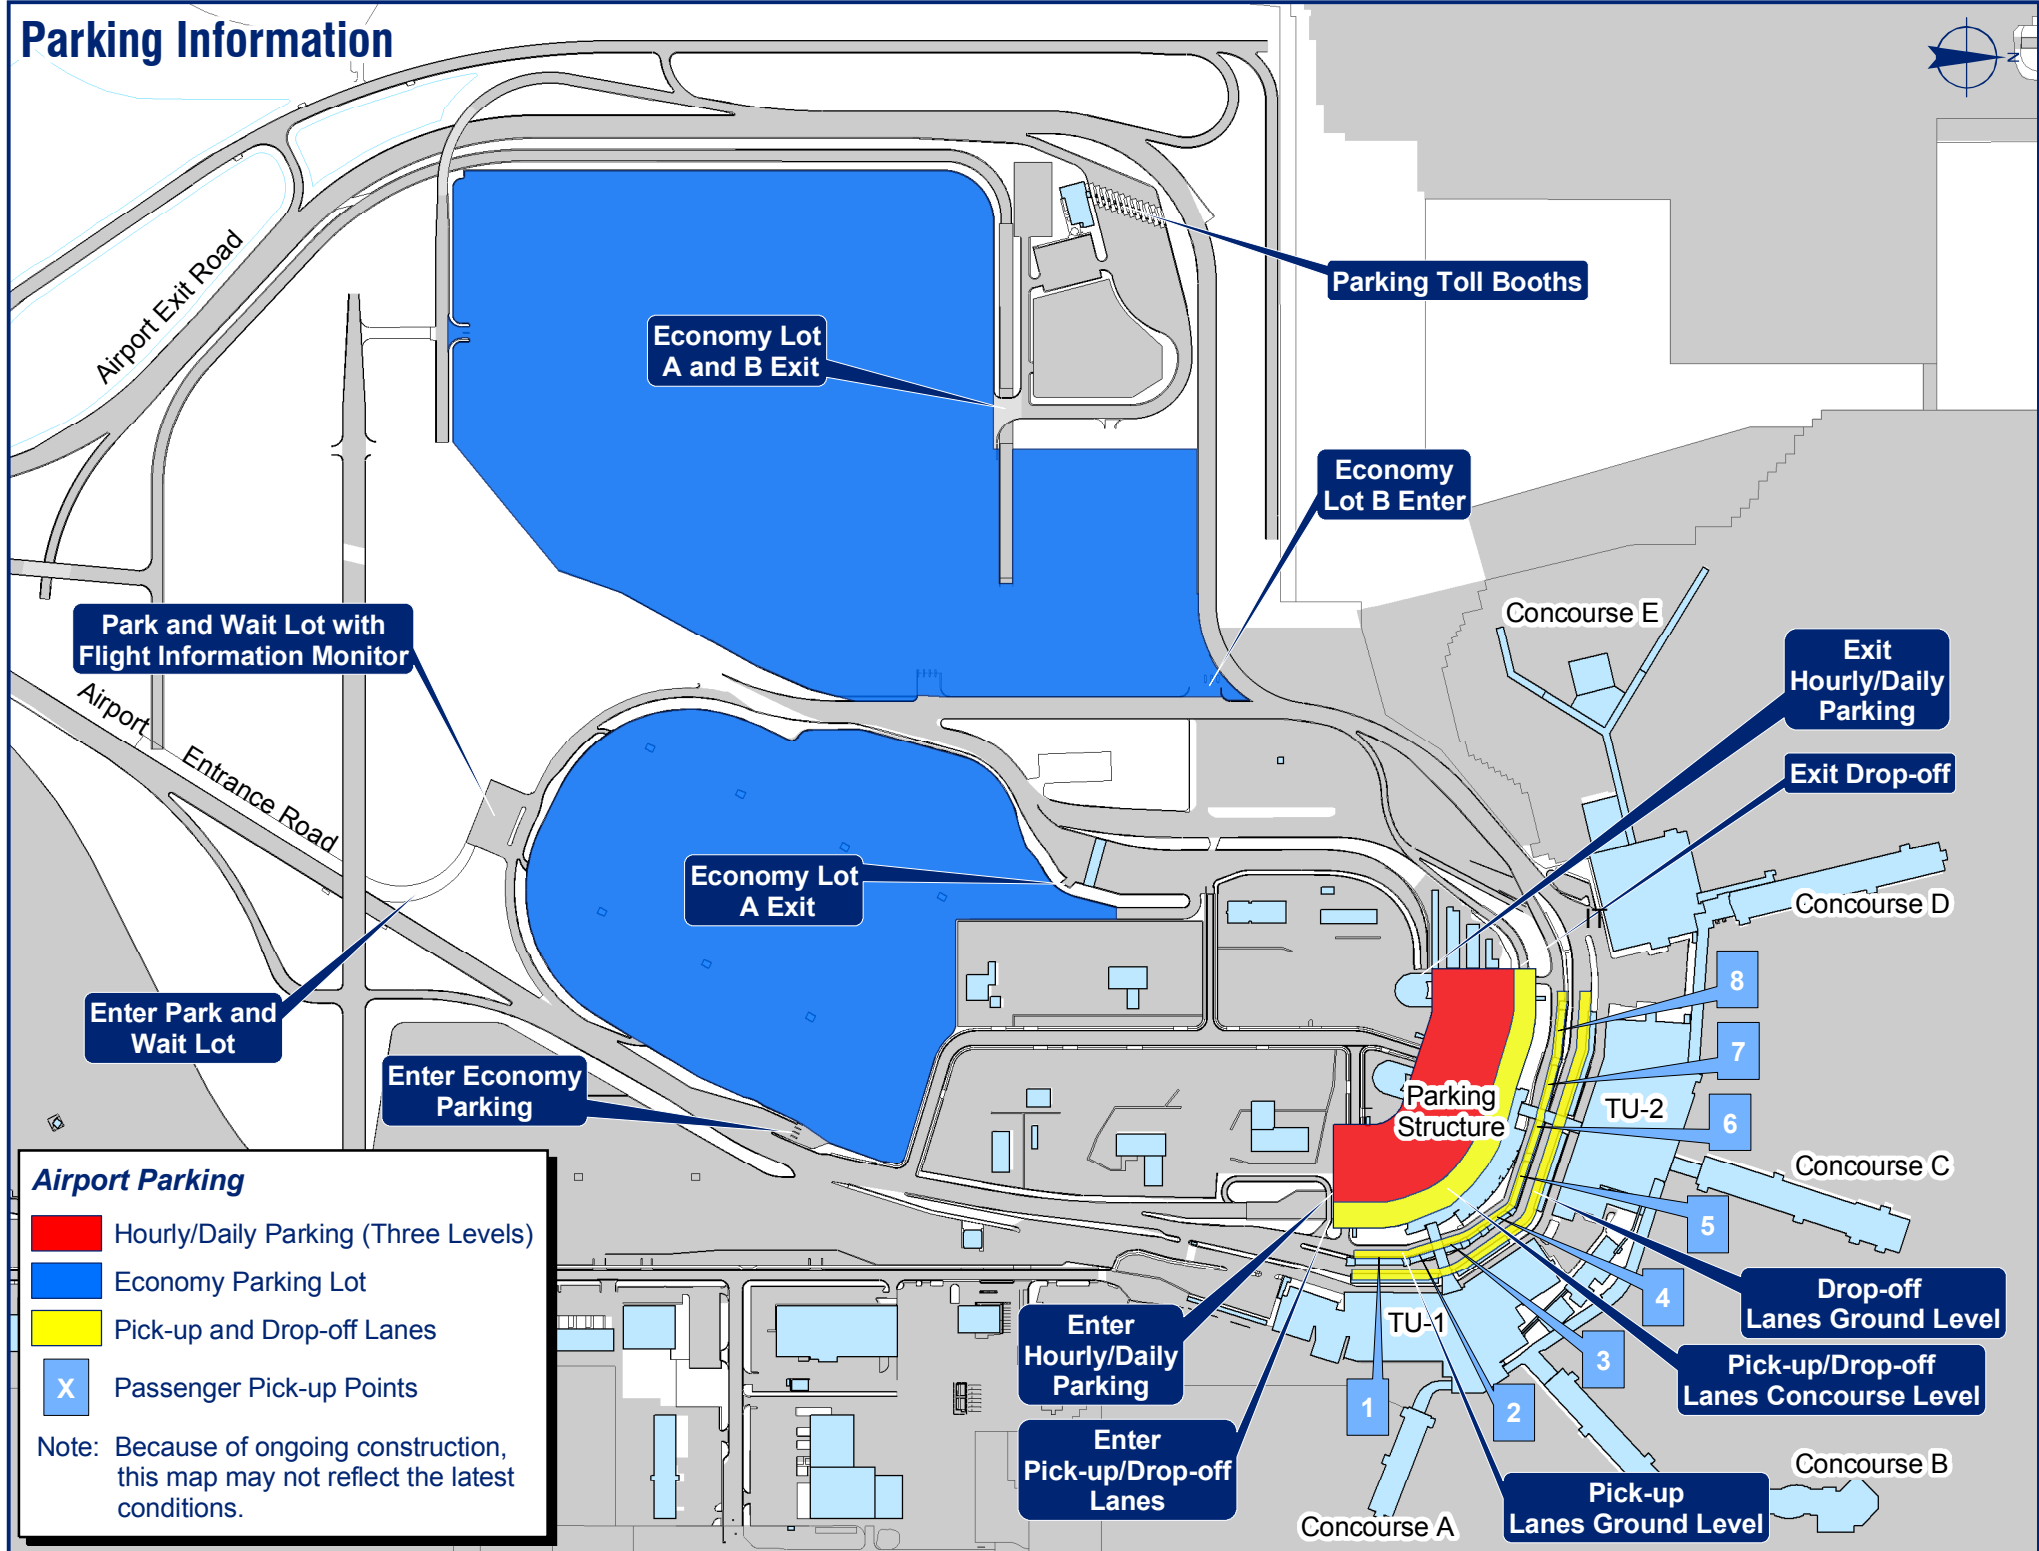 Parking Information
N
Airport Exit Road
Parking Toll Booths
Economy Lot
A and B Exit
Economy
Lot B Enter
Park and Wait Lot with
Flight Information Monitor
Concourse E
Exit
Hourly/Daily
Parking
Airport Entrance Road
Exit Drop-off
Economy Lot
A Exit
Concourse D
8
Enter Park and
Wait Lot
7
Enter Economy
Parking
Parking
Structure
TU-2
6
Concourse C
5
4
Drop-off
Lanes Ground Level
TU-1
3
Enter
Hourly/Daily
Parking
Pick-up/Drop-off
Lanes Concourse Level
1
2
Enter
Pick-up/Drop-off
Lanes
Concourse B
Pick-up
Lanes Ground Level
Concourse A
Airport Parking
Hourly/Daily Parking (Three Levels)
Economy Parking Lot
Pick-up and Drop-off Lanes
X
Passenger Pick-up Points
Note: Because of ongoing construction,
this map may not reflect the latest
conditions.